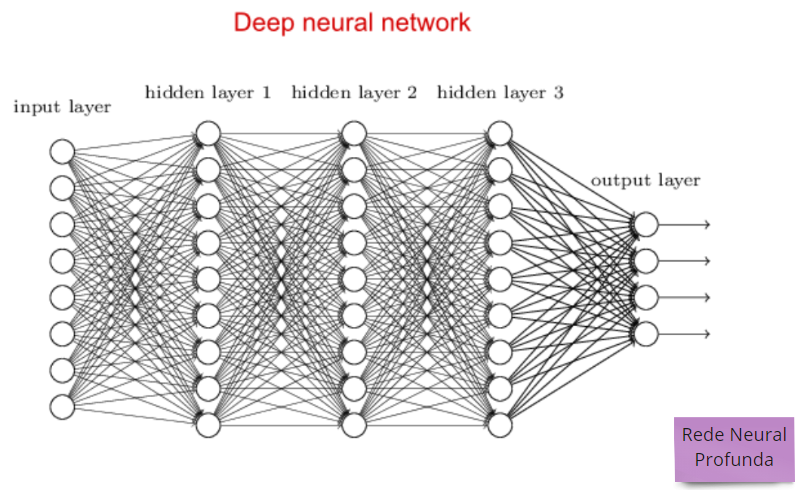 Deep neural network
input layer
hidden layer 1
hidden layer 2
hidden layer 3
output layer
Rede Neural
Profunda